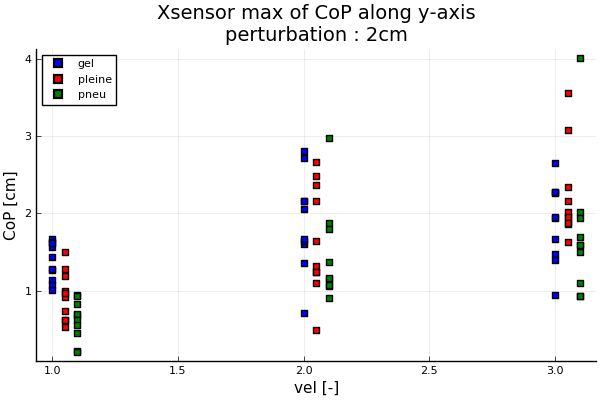 Xsensor max of CoP along y-axis
perturbation : 2cm
gel
pleine
pneu
4
3
2
1
CoP [cm]
1.0 1.5 2.0 2.5 3.0
vel [-]